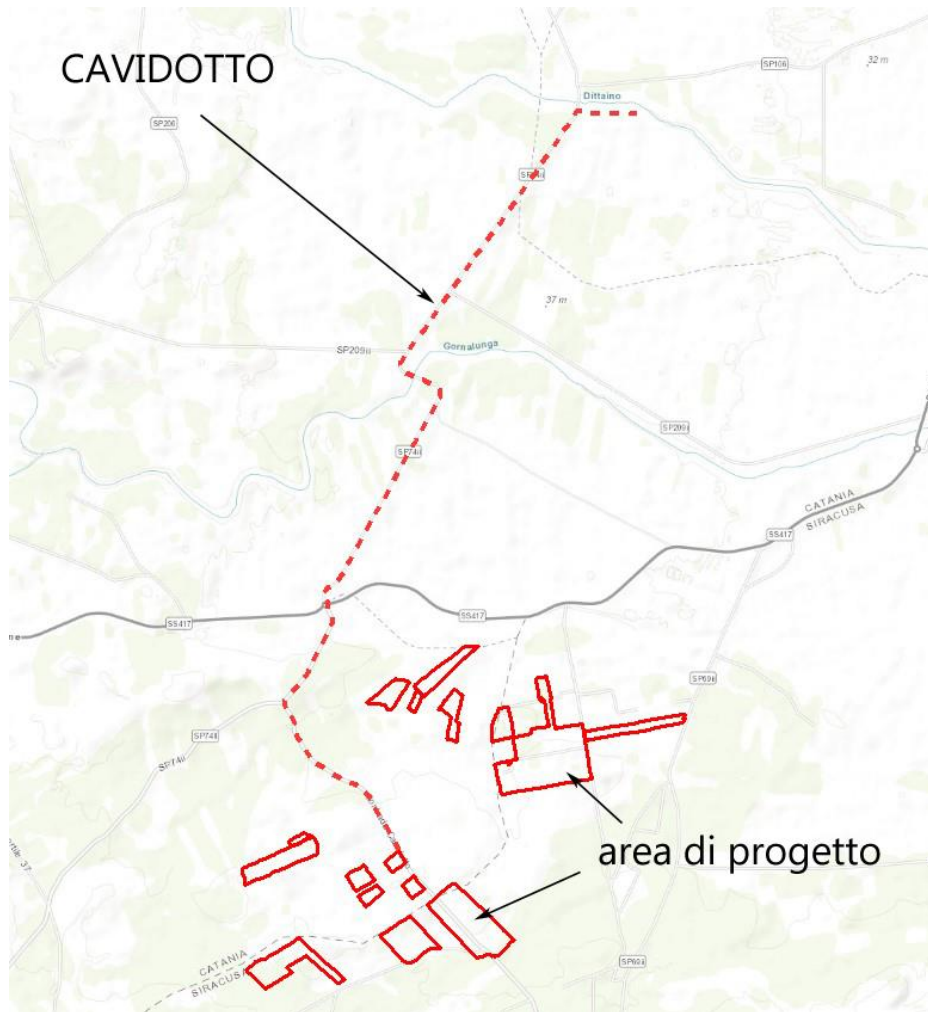 CAVIDOTTO
SP106
32 m
Dittaino
SP206
SP74ii
37 m
Gornalunga
SP209ii
SP209i
SP74ii
CATANIA
SIRACUSA
SS417
SS417
SS417
SP69ii
SP74ii
area di progetto
CATANIA
SIRACUSA
SP69ii